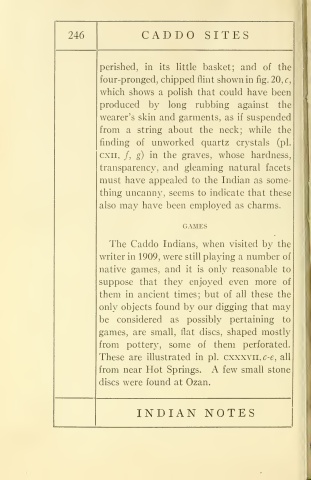 246
CADDO SITES
perished, in its little basket; and of the
four-pronged, chipped flint shown in fig. 20, c,
which shows a polish that could have been
produced by long rubbing against the
wearer's skin and garments, as if suspended
from a string about the neck; while the
finding of unworked quartz crystals (pl.
CXII, f, g) in the graves, whose hardness,
transparency, and gleaming natural facets
must have appealed to the Indian as some-
thing uncanny, seems to indicate that these
also may have been employed as charms.
GAMES
The Caddo Indians, when visited by the
writer in 1909, were still playing a number of
native games, and it is only reasonable to
suppose that they enjoyed even more of
them in ancient times; but of all these the
only objects found by our digging that may
be considered as possibly pertaining to
games, are small, flat discs, shaped mostly
from pottery, some of them perforated.
These are illustrated in pl. CXXXVII, c-e, all
from near Hot Springs. A few small stone
discs were found at Ozan.
INDIAN NOTES